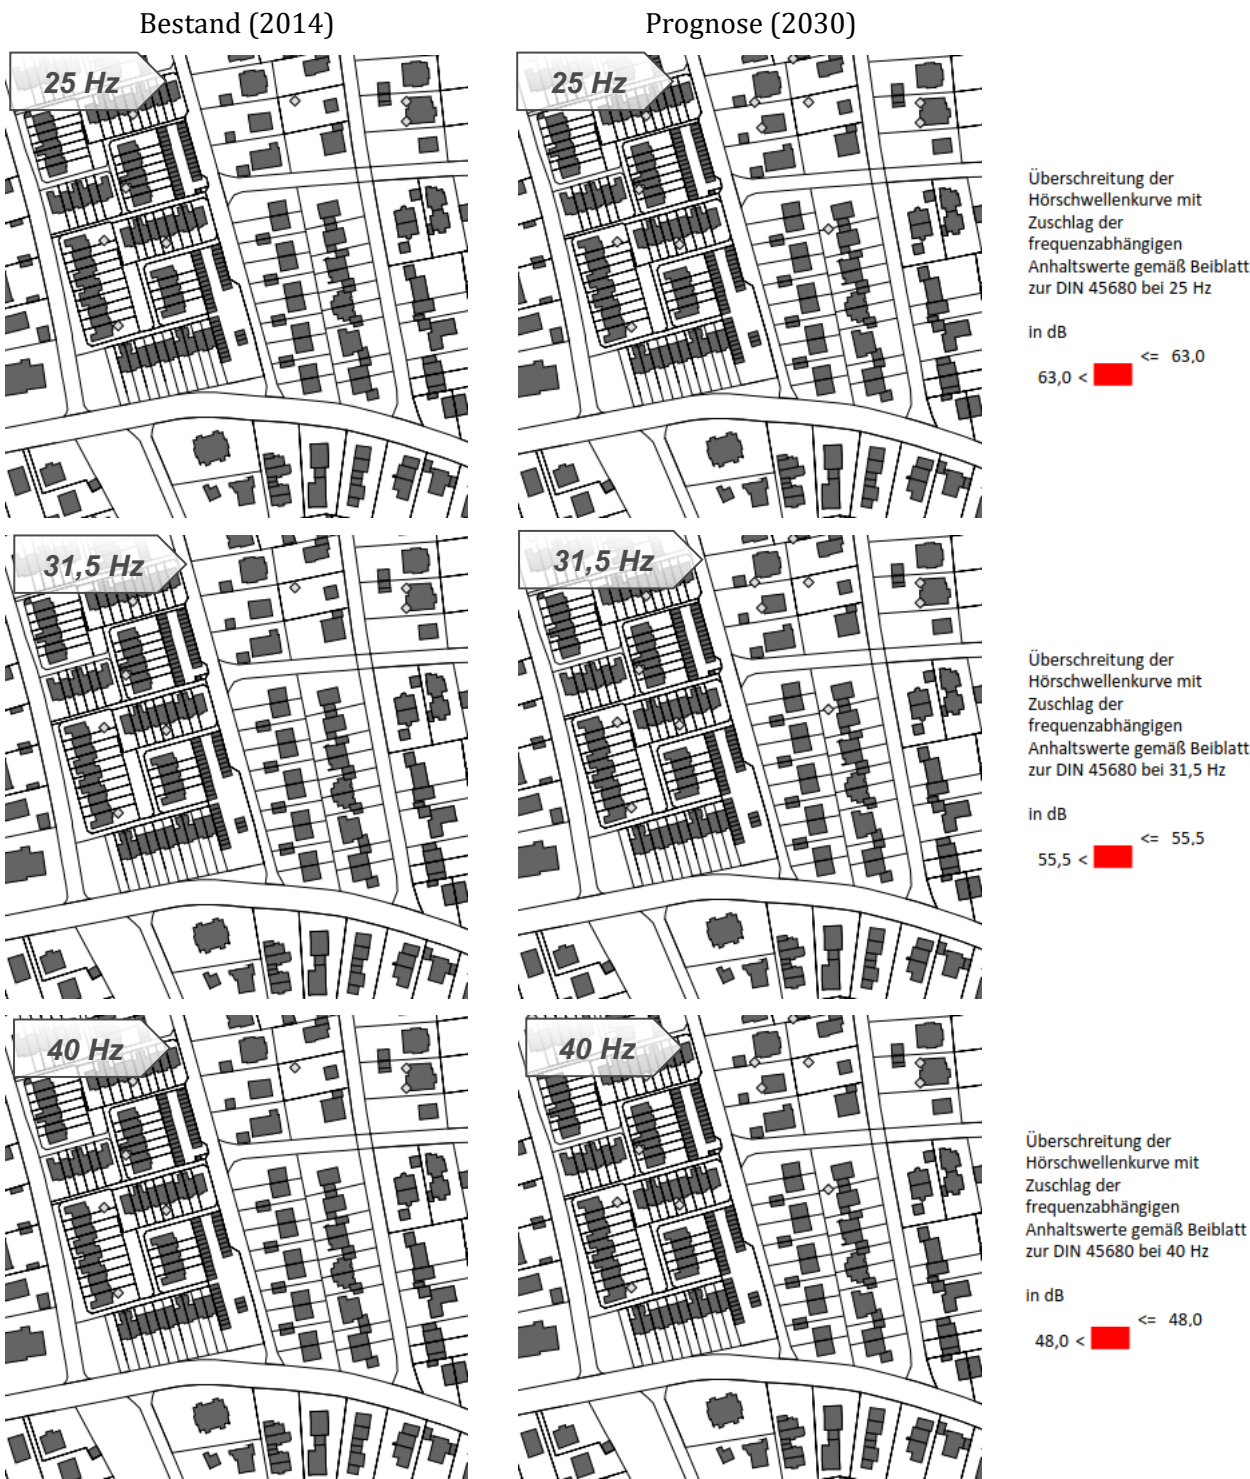 Bestand (2014)
Prognose (2030)
25 Hz
25 Hz
Überschreitung der
Hörschwellenkurve mit
Zuschlag der
frequenzabhängigen
Anhaltswerte gemäß Beiblatt
zur DIN 45680 bei 25 Hz
in dB
<= 63,0
63,0 <
31,5 Hz
31,5 Hz
Überschreitung der
Hörschwellenkurve mit
Zuschlag der
frequenzabhängigen
Anhaltswerte gemäß Beiblatt
zur DIN 45680 bei 31,5 Hz
in dB
<= 55,5
55,5 <
40 Hz
40 Hz
Überschreitung der
Hörschwellenkurve mit
Zuschlag der
frequenzabhängigen
Anhaltswerte gemäß Beiblatt
zur DIN 45680 bei 40 Hz
in dB
<= 48,0
48,0 <